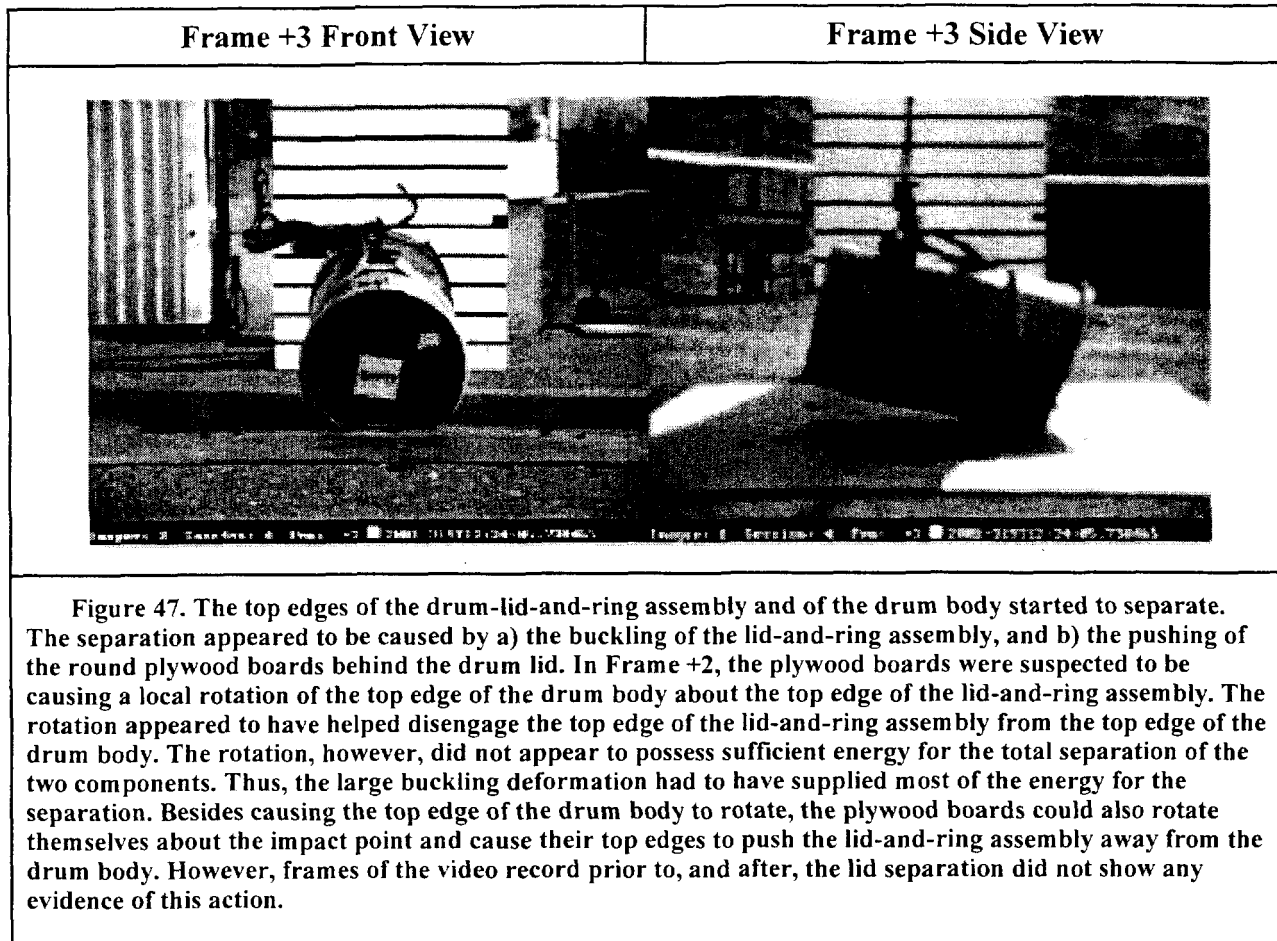 Frame +3 Front View
Frame +3 Side View
Figure 47. The top edges of the drum-lid-and-ring assembly and of the drum body started to separate.
The separation appeared to be caused by a) the buckling of the lid-and-ring assembly, and b) the pushing of
the round plywood boards behind the drum lid. In Frame +2, the plywood boards were suspected to be
causing a local rotation of the top edge of the drum body about the top edge of the lid-and-ring assembly. The
rotation appeared to have helped disengage the top edge of the lid-and-ring assembly from the top edge of the
drum body. The rotation, however, did not appear to possess sufficient energy for the total separation of the
two components. Thus, the large buckling deformation had to have supplied most of the energy for the
separation. Besides causing the top edge of the drum body to rotate, the plywood boards could also rotate
themselves about the impact point and cause their top edges to push the lid-and-ring assembly away from the
drum body. However, frames of the video record prior to, and after, the lid separation did not show any
evidence of this action.